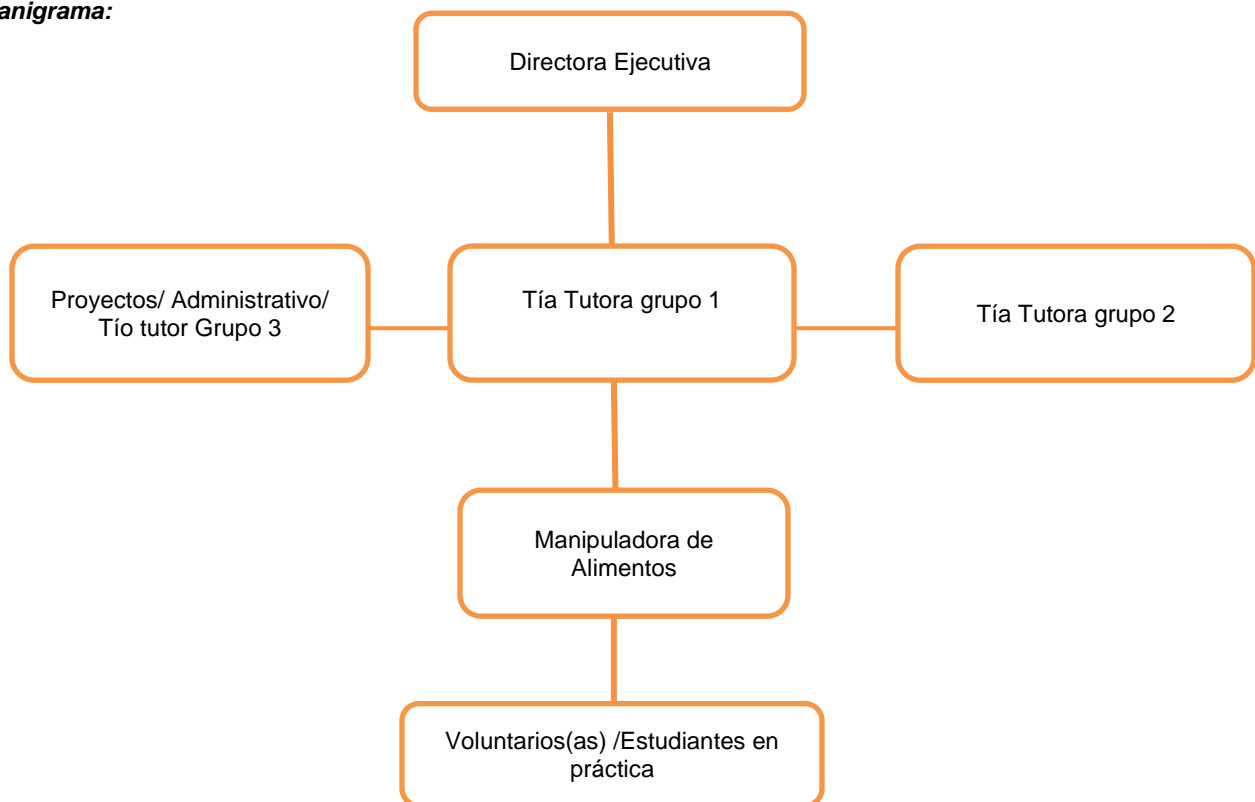 anigrama:
Directora Ejecutiva
Proyectos/ Administrativo/
Tío tutor Grupo 3
Tía Tutora grupo 1
Tía Tutora grupo 2
Manipuladora de
Alimentos
Voluntarios(as) /Estudiantes en
práctica